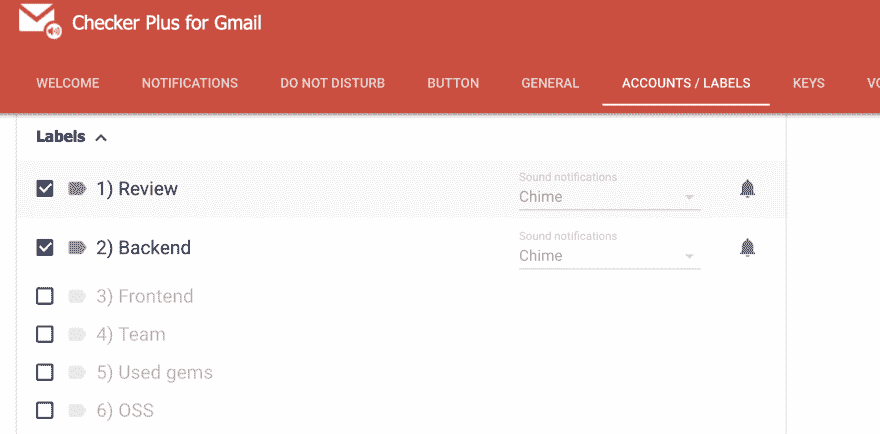 Checker Plus for Gmail
WELCOME NOTIFICATIONS DO NOT DISTURB BUTTON GENERAL ACCOUNTS / LABELS KEYS VO
Labels
Sound notifications
1) Review Chime
Sound notifications
2) Backend Chime
3) Frontend
4) Team
5) Used gems
6) OSS